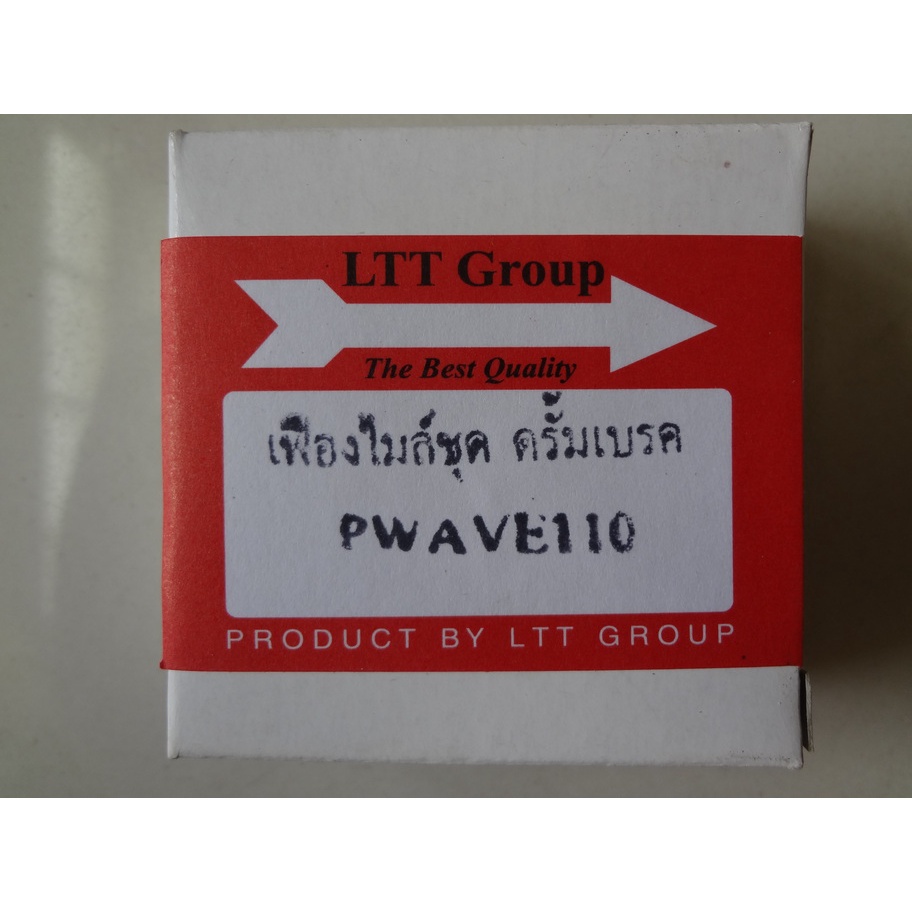 LTT Group
The Best Quality
เฟืองไมล์ชุด ดรั้มเบรค
PWAVE110
PRODUCT BY LTT GROUP